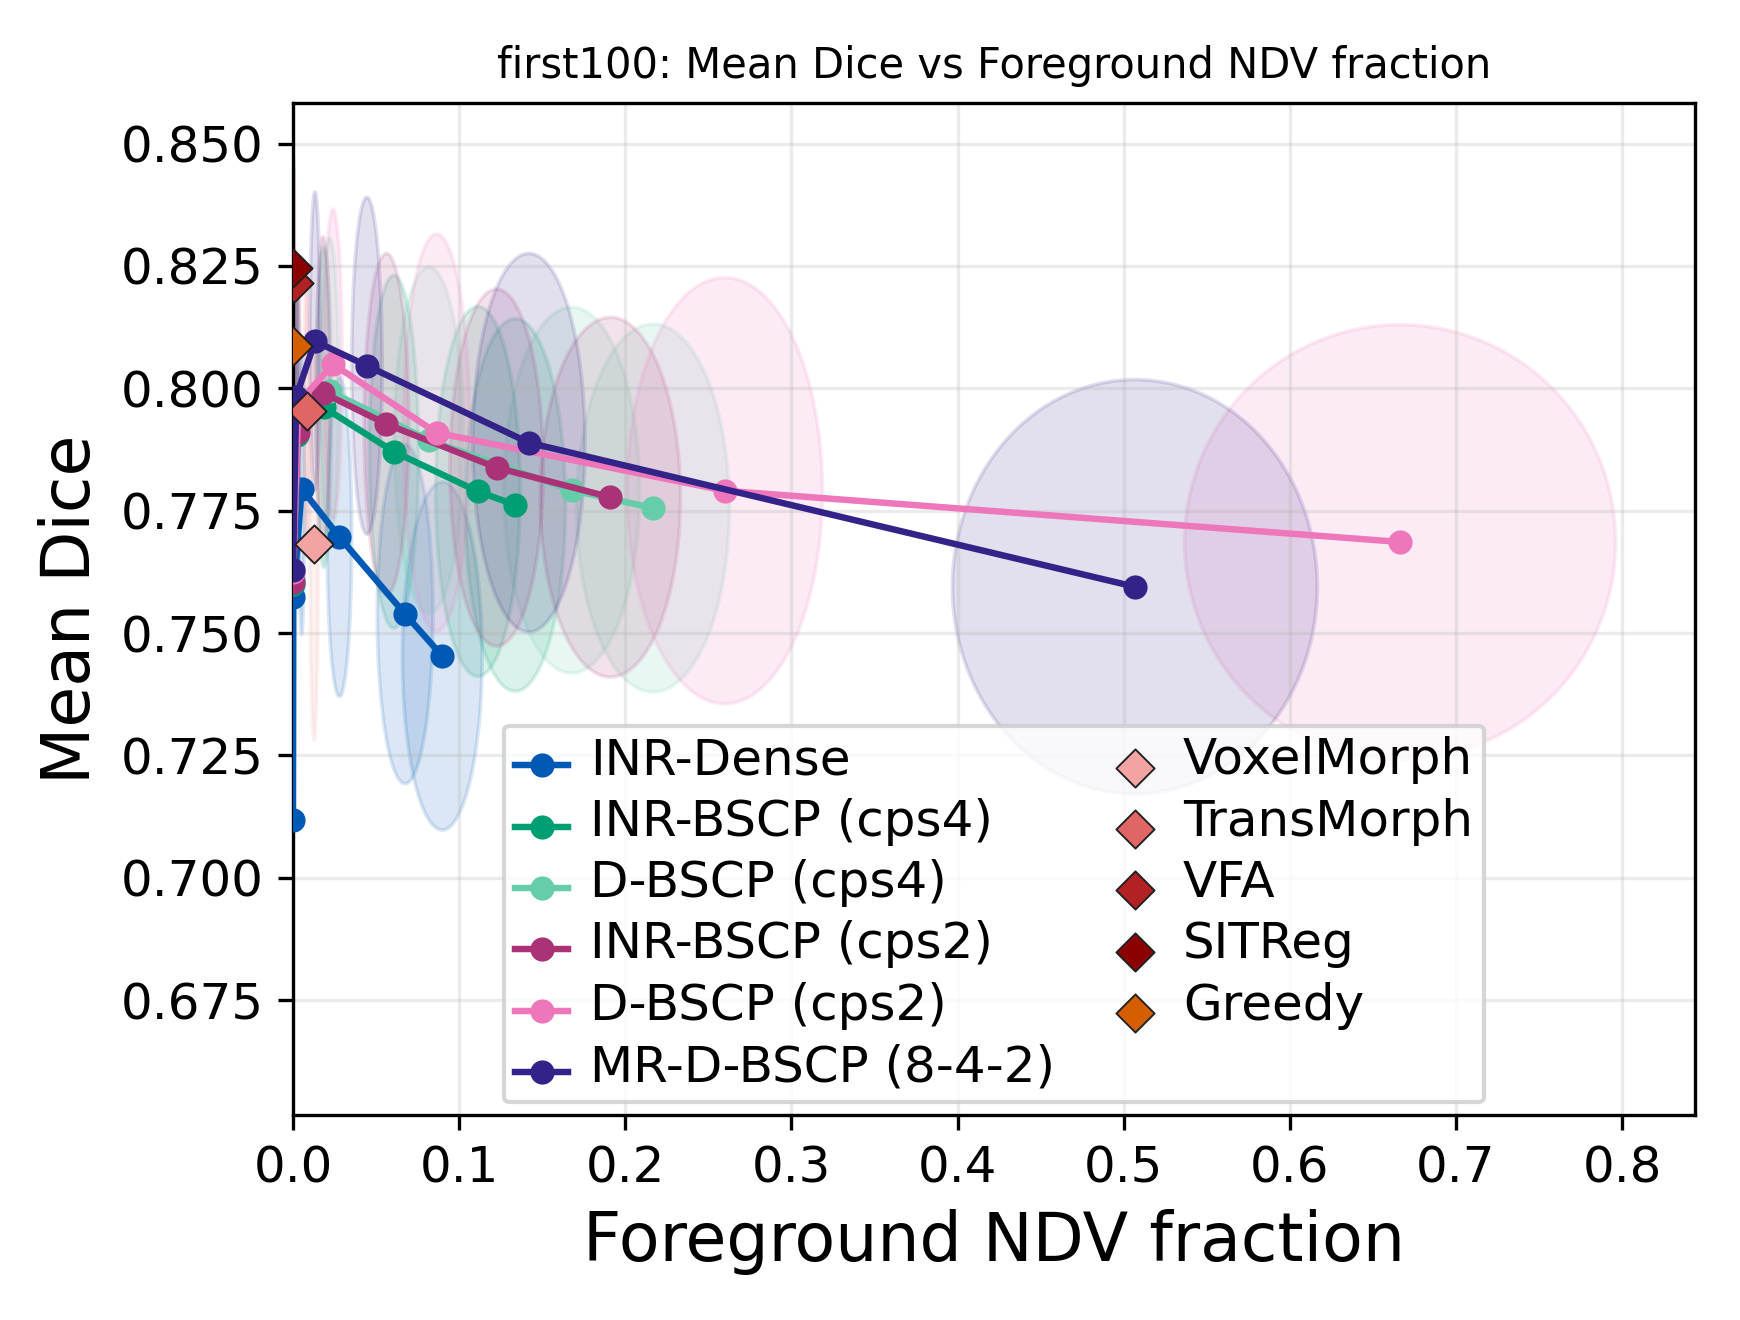 first100: Mean Dice vs Foreground NDV fraction
0.850
0.825
0.800
0.775
0.750
0.725
0.700
0.675
Mean Dice
INR-Dense
INR-BSCP (cps4)
D-BSCP (cps4)
INR-BSCP (cps2)
D-BSCP (cps2)
MR-D-BSCP (8-4-2)
VoxelMorph
TransMorph
VFA
SITReg
Greedy
0.0 0.1 0.2 0.3 0.4 0.5 0.6 0.7 0.8
Foreground NDV fraction